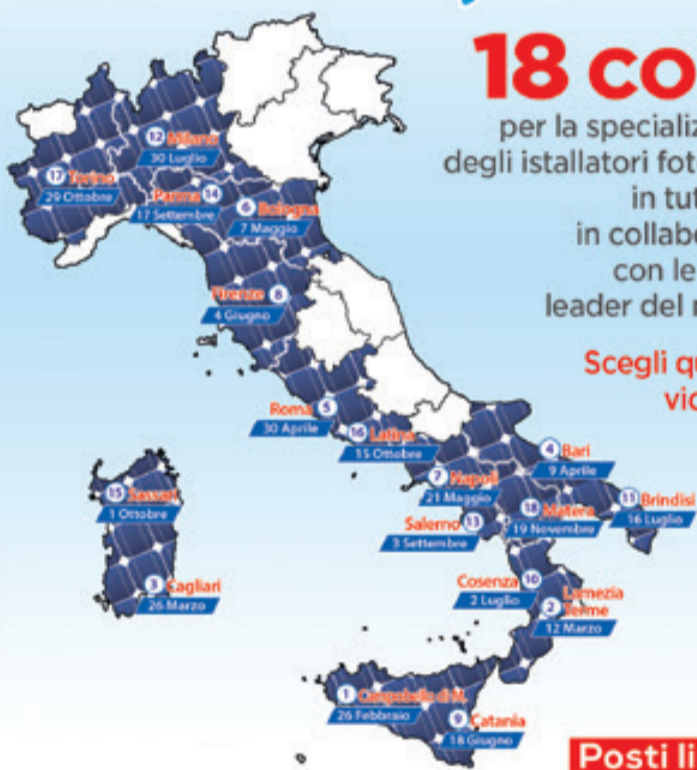 18 co
per la specializ
degli istallatori fot
in tut
in collabo
con le
leader del
Scegli qu
vic
12 Milano
30 Luglio
17 Torino
29 Ottobre
Parma 14
17 Settembre
6 Bologna
7 Maggio
Firenze 8
4 Giugno
Roma 5
30 Aprile
16 Latina
15 Ottobre
4 Bari
9 Aprile
7 Napoli
21 Maggio
11 Brindisi
16 Luglio
18 Matera
19 Novembre
Salerno 13
3 Settembre
15 Sassari
1 Ottobre
3 Cagliari
26 Marzo
Cosenza 10
2 Luglio
2 Lamezia
Terme
12 Marzo
1 Campobello di M.
26 Febbraio
9 Catania
18 Giugno
Posti li